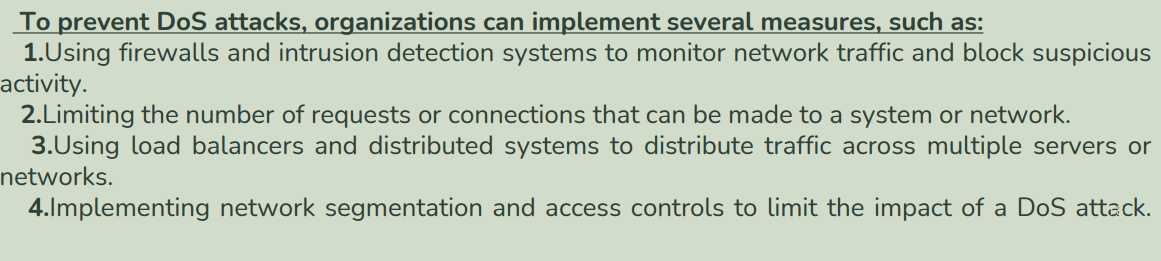 To prevent DoS attacks, organizations can implement several measures, such as:
1.Using firewalls and intrusion detection systems to monitor network traffic and block suspicious
activity.
2.Limiting the number of requests or connections that can be made to a system or network.
3.Using load balancers and distributed systems to distribute traffic across multiple servers or
networks.
4.Implementing network segmentation and access controls to limit the impact of a DoS attack.